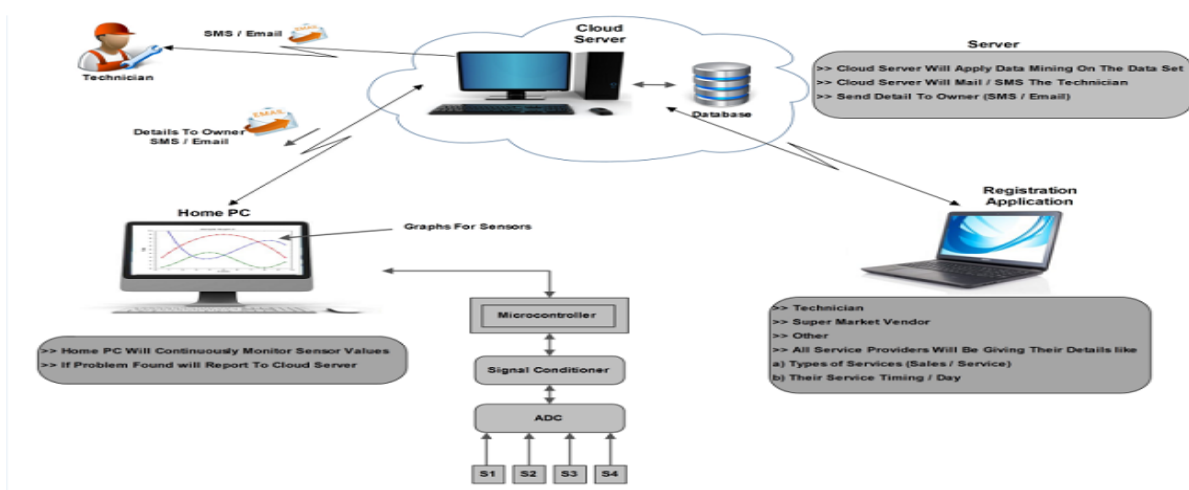 SMS / Email
EMAIL
Technician
Cloud
Server
Database
Server
>> Cloud Server Will Apply Data Mining On The Data Set
>> Cloud Server Will Mail / SMS The Technician
>> Send Detail To Owner (SMS / Email)
EMAIL
Details To Owner
SMS / Email
Home PC
Graphs For Sensors
Registration
Application
>> Home PC Will Continuously Monitor Sensor Values
>> If Problem Found will Report To Cloud Server
Microcontroller
Signal Conditioner
ADC
S1 S2 S3 S4
>> Technician
>> Super Market Vendor
>> Other
>> All Service Providers Will Be Giving Their Details like
a) Types of Services (Sales / Service)
b) Their Service Timing / Day